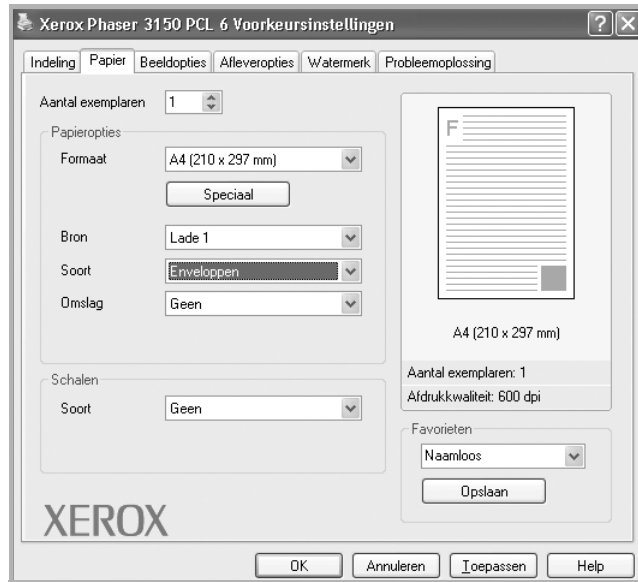 Xerox Phaser 3150 PCL 6 Voorkeursinstellingen
Indeling Papier Beeldopties Afleveropties Watermerk Probleemoplossing
Aantal exemplaren 1
Papieropties
Formaat A4 (210 x 297 mm)
Speciaal
Bron Lade 1
Soort Enveloppen
Omslag Geen
Schalen
Soort Geen
XEROX
F
A4 (210 x 297 mm)
Aantal exemplaren: 1
Afdrukkwaliteit: 600 dpi
Favorieten
Naamloos
Opslaan
OK Annuleren Toepassen Help